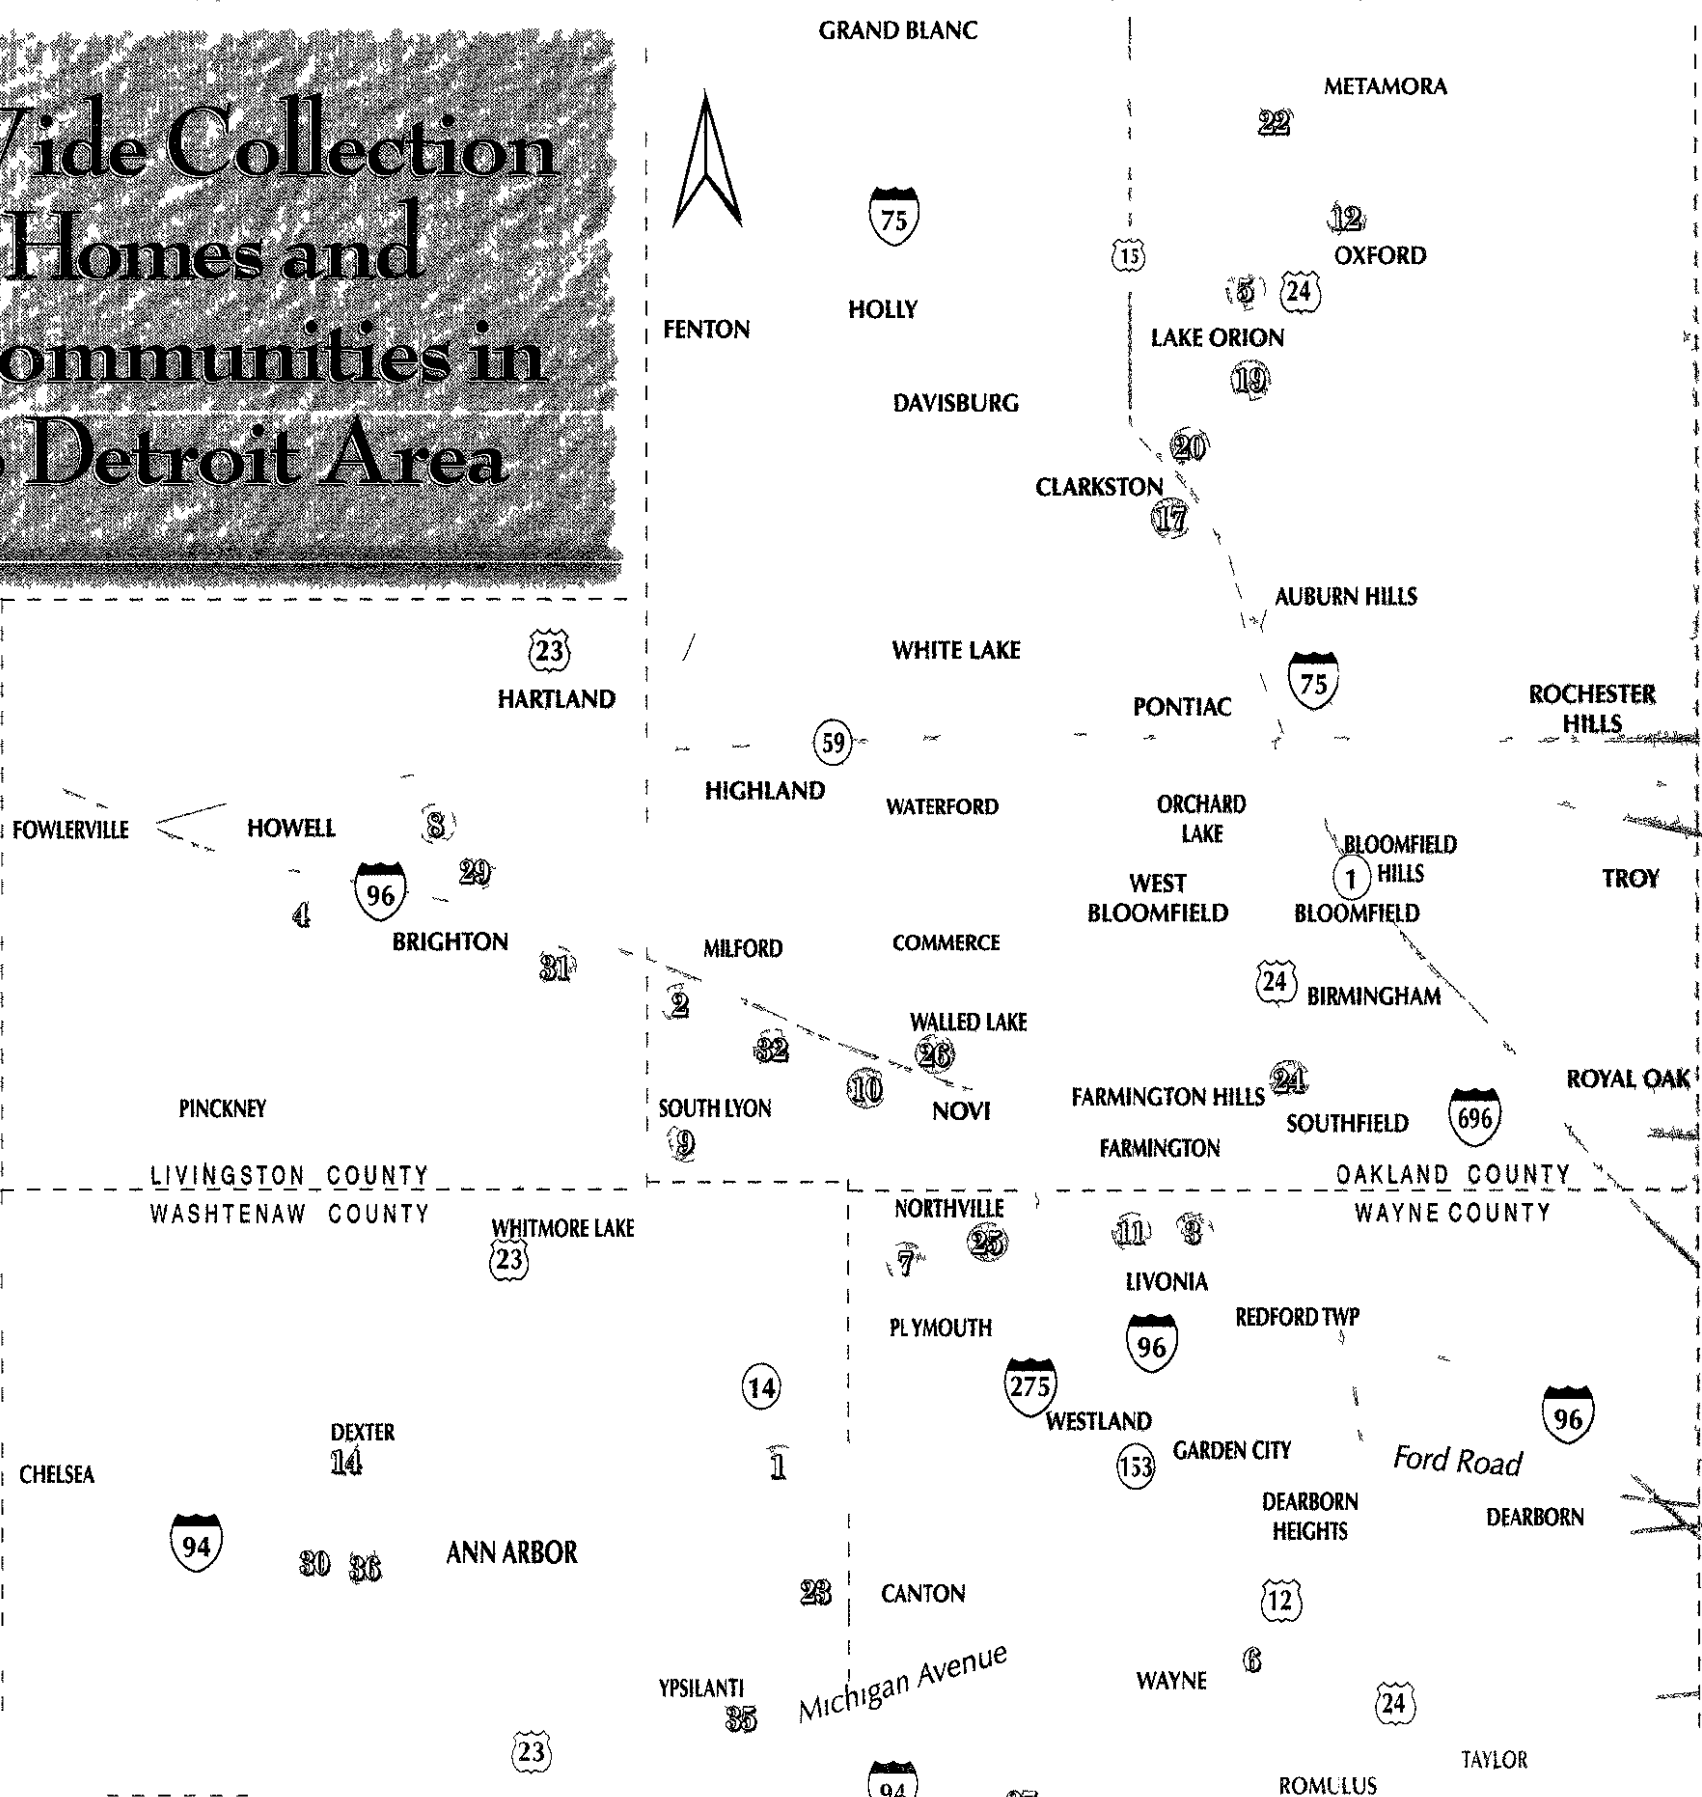 GRAND BLANC
METAMORA
22
ide Collection
75
12
15
OXFORD
Homes and
5
24
HOLLY
FENTON
LAKE ORION
ommunities in
19
DAVISBURG
20
Detroit Area
CLARKSTON
17
AUBURN HILLS
23
WHITE LAKE
75
HARTLAND
PONTIAC
ROCHESTER
HILLS
59
HIGHLAND
WATERFORD
ORCHARD
LAKE
FOWLERVILLE
HOWELL
8
BLOOMFIELD
HILLS
1
29
96
WEST
BLOOMFIELD
TROY
4
BLOOMFIELD
BRIGHTON
MILFORD
COMMERCE
31
24
BIRMINGHAM
2
WALLED LAKE
32
26
10
24
ROYAL OAK
PINCKNEY
SOUTH LYON
NOVI
FARMINGTON HILLS
696
SOUTHFIELD
9
FARMINGTON
LIVINGSTON COUNTY
OAKLAND COUNTY
WASHTENAW COUNTY
NORTHVILLE
WAYNE COUNTY
WHITMORE LAKE
23
7
25
11
3
LIVONIA
PLYMOUTH
REDFORD TWP
96
14
275
WESTLAND
96
DEXTER
14
1
153
GARDEN CITY
Ford Road
CHELSEA
DEARBORN
HEIGHTS
DEARBORN
94
ANN ARBOR
30
36
23
CANTON
12
Michigan Avenue
6
YPSILANTI
WAYNE
35
24
23
TAYLOR
94
ROMULUS